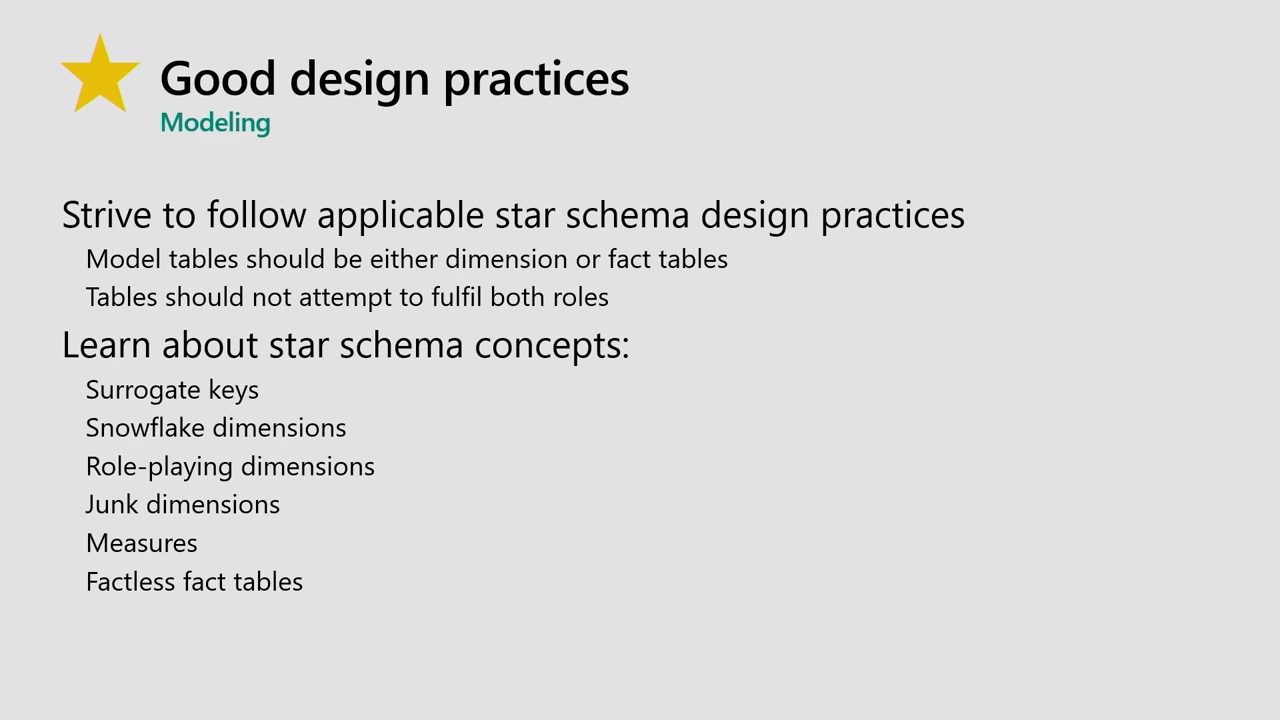 Good design practices
Modeling
Strive to follow applicable star schema design practices
Model tables should be either dimension or fact tables
Tables should not attempt to fulfil both roles
Learn about star schema concepts:
Surrogate keys
Snowflake dimensions
Role-playing dimensions
Junk dimensions
Measures
Factless fact tables